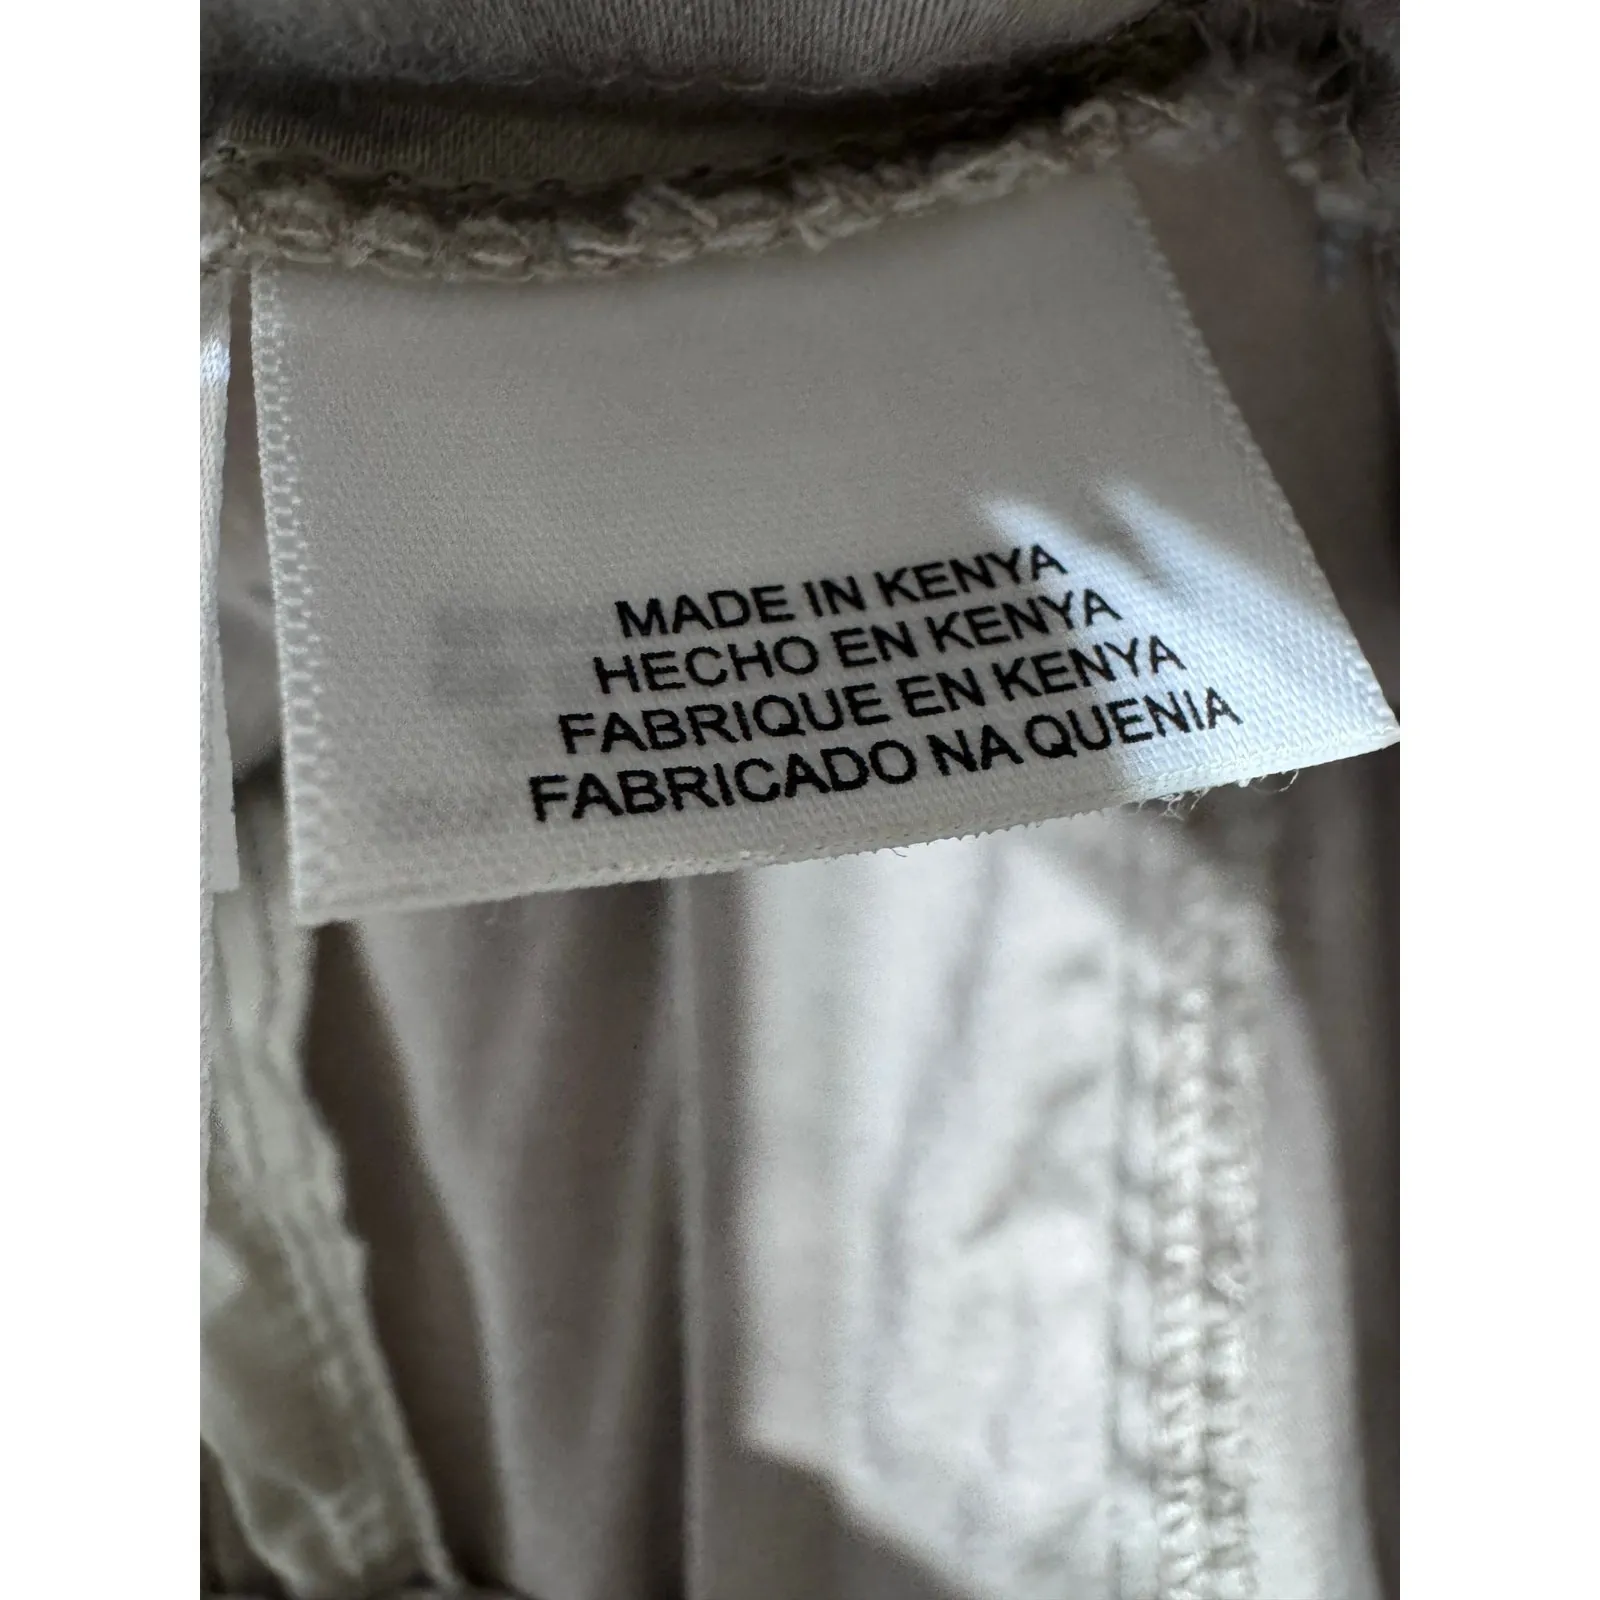 MADE IN KENYA
HECHO EN KENYA
FABRIQUE EN KENYA
FABRICADO NA QUENIA